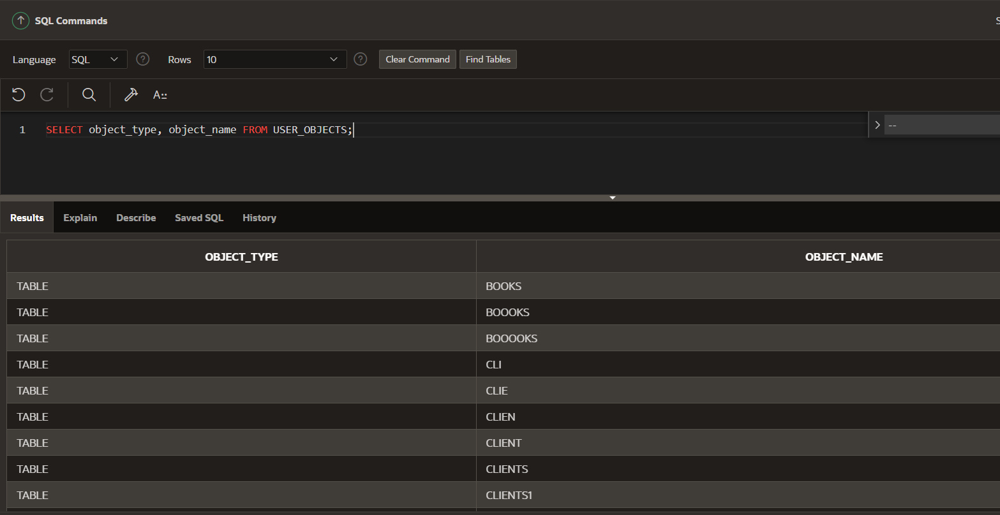 SQL Commands
Language SQL ? Rows 10 ? Clear Command Find Tables
A::
1 SELECT object_type, object_name FROM USER_OBJECTS;
--
Results Explain Describe Saved SQL History
OBJECT_TYPE OBJECT_NAME
TABLE BOOKS
TABLE BOOOKS
TABLE BOOOOKS
TABLE CLI
TABLE CLIE
TABLE CLIEN
TABLE CLIENT
TABLE CLIENTS
TABLE CLIENTS1